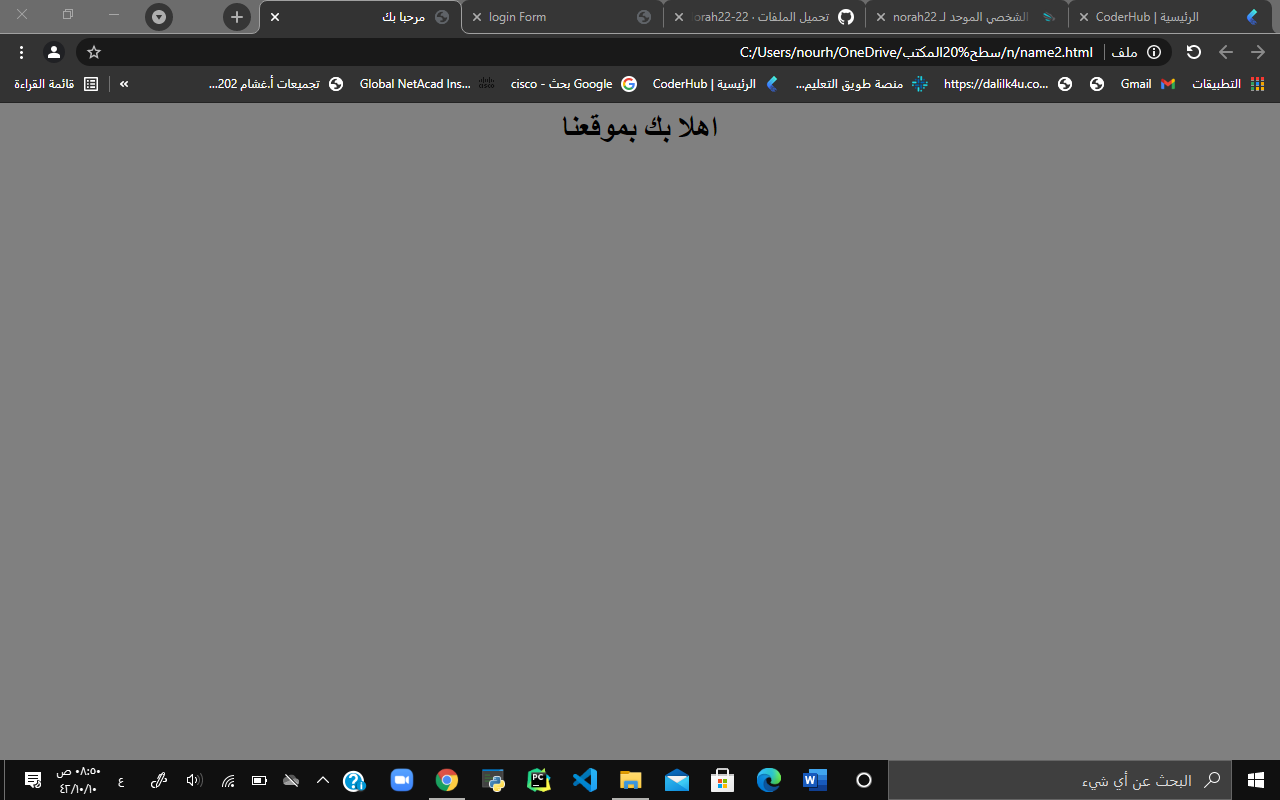 الرئيسية | CoderHub
الشخصي الموحد لـ norah22
تحميل الملفات · norah22-22
login Form
مرحبا بك
ملف C:/Users/nourh/OneDrive/سطح%20المكتب/n/name2.html
التطبيقات
Gmail
https://dalilk4u.co...
منصة طويق التعليم...
الرئيسية | CoderHub
cisco - بحث Google
Global NetAcad Ins...
تجميعات أ.غشام 202...
»
قائمة القراءة
اهلا بك بموقعنا
البحث عن أي شيء
ع
٠٨:٥٠ ص
٤٢/١٠/١٠